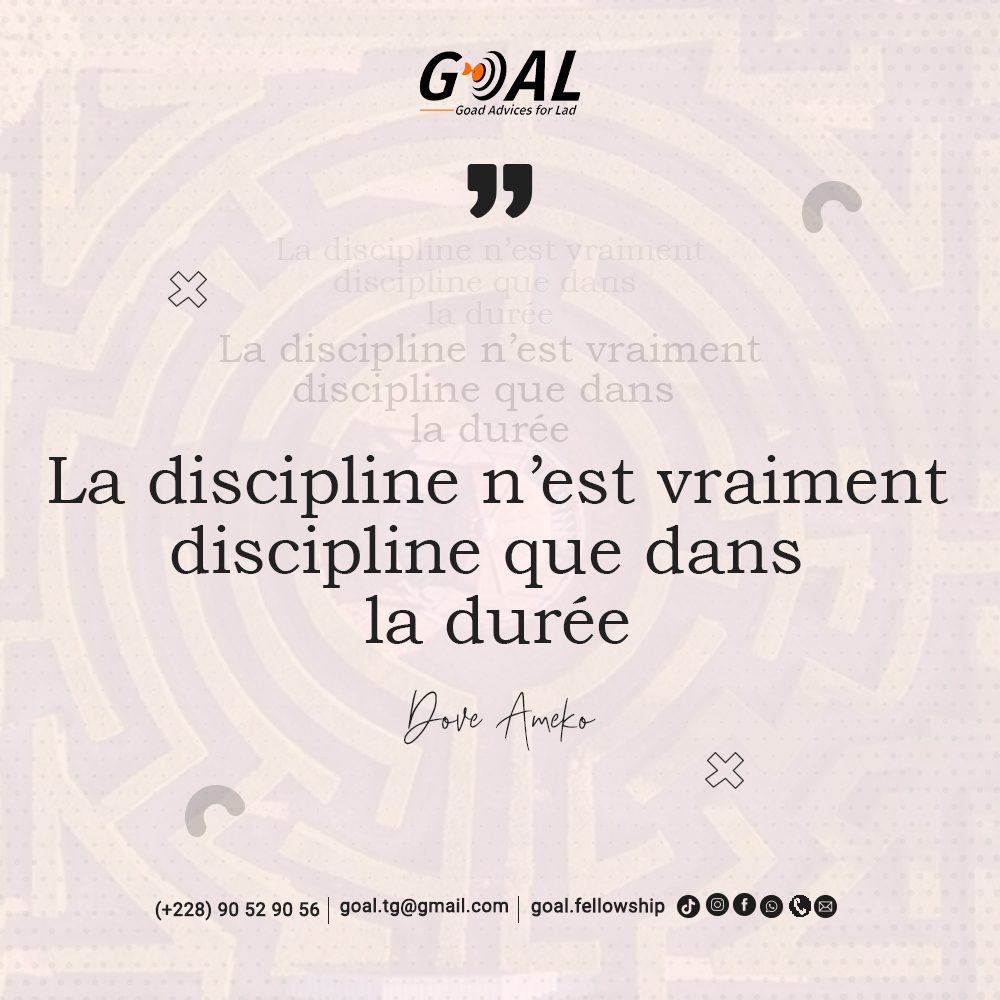 GOAL
Goad Advices for Lad
”
La discipline n’est vraiment
discipline que dans
la durée
La discipline n’est vraiment
discipline que dans
la durée
La discipline n’est vraiment
discipline que dans
la durée
Dove Ameko
(+228) 90 52 90 56 | goal.tg@gmail.com | goal.fellowship